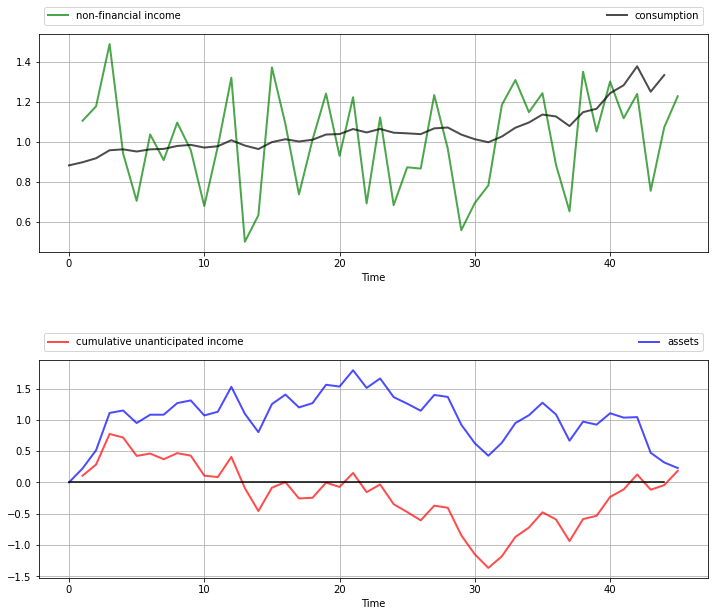 non-financial income consumption
1.4
1.2
1.0
0.8
0.6
0 10 20 30 40
Time
cumulative unanticipated income assets
1.5
1.0
0.5
0.0
−0.5
−1.0
−1.5
0 10 20 30 40
Time